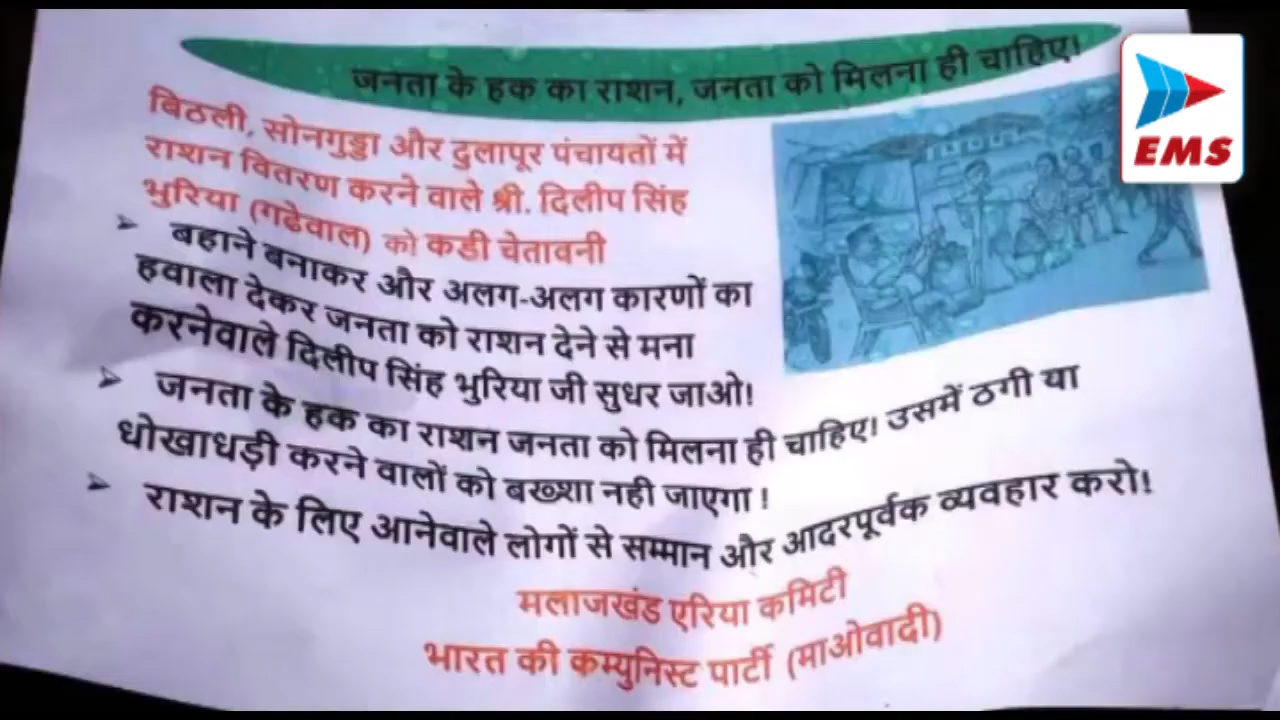 जनता के हक का राशन, जनता को मिलना ही चाहिए।
EMS
बिठली, सोनगुड्डा और दुलापूर पंचायतों में
राशन वितरण करने वाले श्री. दिलीप सिंह
भुरिया (गढेवाल) को कडी चेतावनी
➢ बहाने बनाकर और अलग-अलग कारणों का
हवाला देकर जनता को राशन देने से मना
करनेवाले दिलीप सिंह भुरिया जी सुधर जाओ!
➢ जनता के हक का राशन जनता को मिलना ही चाहिए। उसमें ठगी या
धोखाधड़ी करने वालों को बख्शा नही जाएगा !
➢ राशन के लिए आनेवाले लोगों से सम्मान और आदरपूर्वक व्यवहार करो!
मलाजखंड एरिया कमिटी
भारत की कम्युनिस्ट पार्टी (माओवादी)